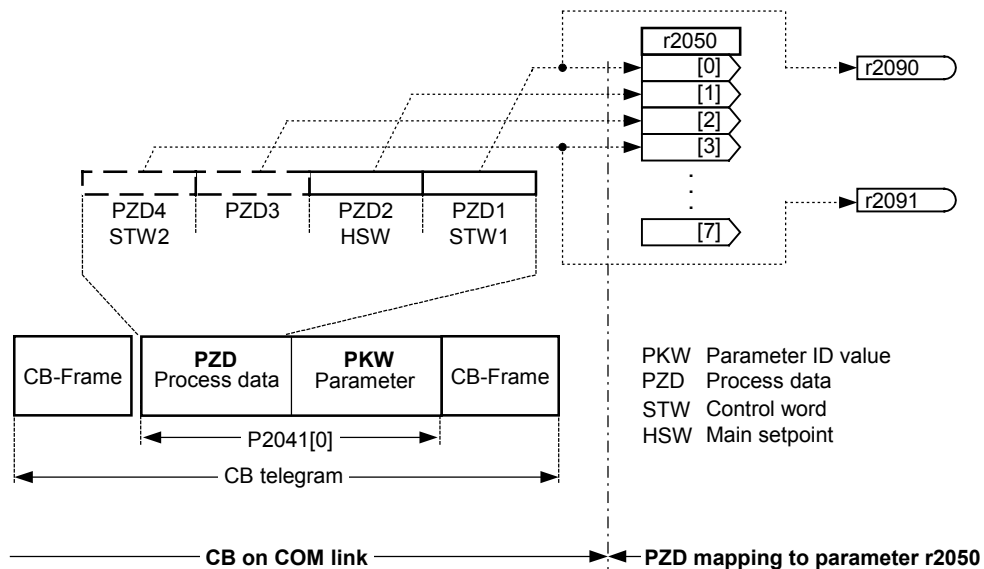 r2050
[0]
r2090
[1]
[2]
[3]
PZD4 PZD3 PZD2 PZD1
STW2 HSW STW1
r2091
[7]
CB-Frame PZD PKW CB-Frame
Process data Parameter
P2041[0]
CB telegram
PKW Parameter ID value
PZD Process data
STW Control word
HSW Main setpoint
CB on COM link PZD mapping to parameter r2050